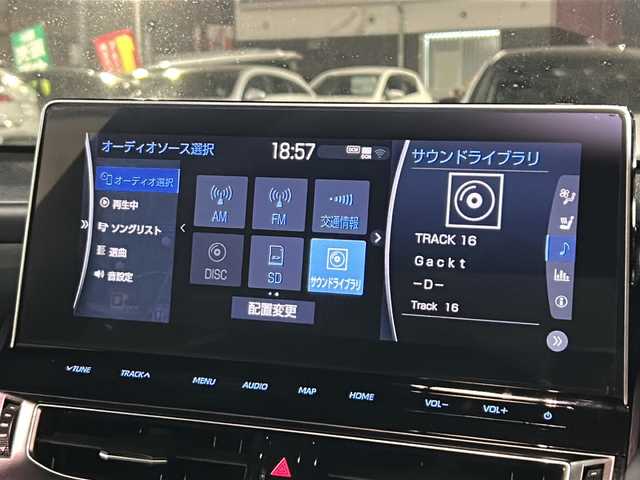 オーディオソース選択
18:57
DCM
オーディオ選択
再生中
ソングリスト
選曲
音設定
AM
FM
交通情報
DISC
SD
サウンドライブラリ
配置変更
サウンドライブラリ
TRACK 16
Gackt
-D-
Track 16
TUNE
TRACK
MENU
AUDIO
MAP
HOME
VOL-
VOL+